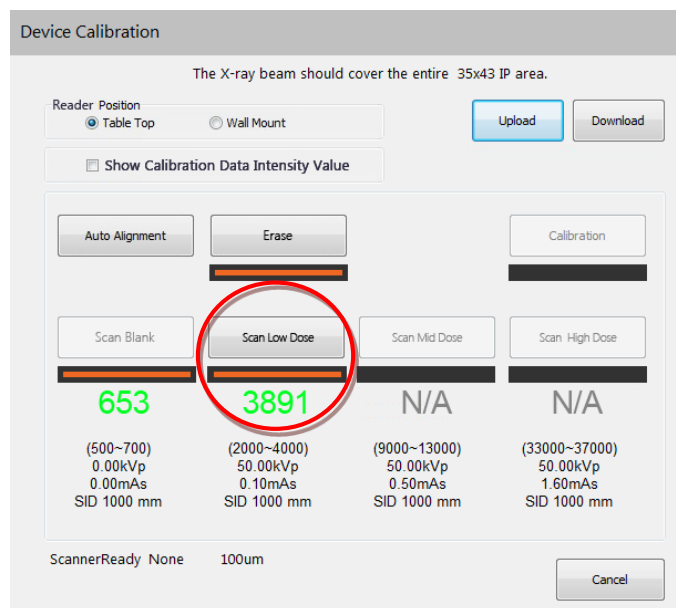 Device Calibration
The X-ray beam should cover the entire 35x43 IP area.
Reader Position
Table Top Wall Mount Upload Download
Show Calibration Data Intensity Value
Auto Alignment Erase Calibration
Scan Blank Scan Low Dose Scan Mid Dose Scan High Dose
653 3891 N/A N/A
(500~700) (2000~4000) (9000~13000) (33000~37000)
0.00kVp 50.00kVp 50.00kVp 50.00kVp
0.00mAs 0.10mAs 0.50mAs 1.60mAs
SID 1000 mm SID 1000 mm SID 1000 mm SID 1000 mm
ScannerReady None 100um
Cancel